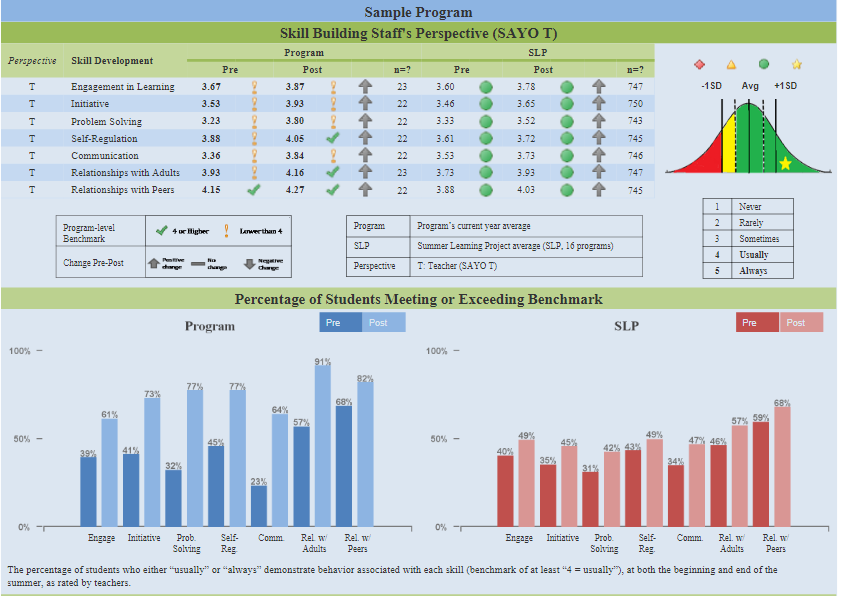 Sample Program
Skill Building Staff's Perspective (SAYO T)
Perspective Skill Development Program SLP
Pre Post n=? Pre Post n=?
T Engagement in Learning 3.67 3.87 23 3.60 3.78 747
T Initiative 3.53 3.93 22 3.46 3.65 750
T Problem Solving 3.23 3.80 22 3.33 3.52 743
T Self-Regulation 3.88 4.05 22 3.61 3.72 745
T Communication 3.36 3.84 22 3.53 3.73 746
T Relationships with Adults 3.93 4.16 23 3.73 3.93 747
T Relationships with Peers 4.15 4.27 22 3.88 4.03 745
-1SD Avg +1SD
Program-level Benchmark 4 or Higher Lower than 4
Change Pre-Post Positive change No change Negative Change
Program Program's current year average
SLP Summer Learning Project average (SLP, 16 programs)
Perspective T: Teacher (SAYO T)
1 Never
2 Rarely
3 Sometimes
4 Usually
5 Always
Percentage of Students Meeting or Exceeding Benchmark
Program Pre Post
100%
50%
0%
39% 61% 41% 73% 32% 77% 45% 77% 23% 64% 57% 91% 68% 82%
Engage Initiative Prob. Solving Self-Reg. Comm. Rel. w/ Adults Rel. w/ Peers
SLP Pre Post
100%
50%
0%
40% 49% 35% 45% 31% 42% 43% 49% 34% 47% 46% 57% 59% 68%
Engage Initiative Prob. Solving Self-Reg. Comm. Rel. w/ Adults Rel. w/ Peers
The percentage of students who either “usually” or “always” demonstrate behavior associated with each skill (benchmark of at least “4 = usually”), at both the beginning and end of the
summer, as rated by teachers.